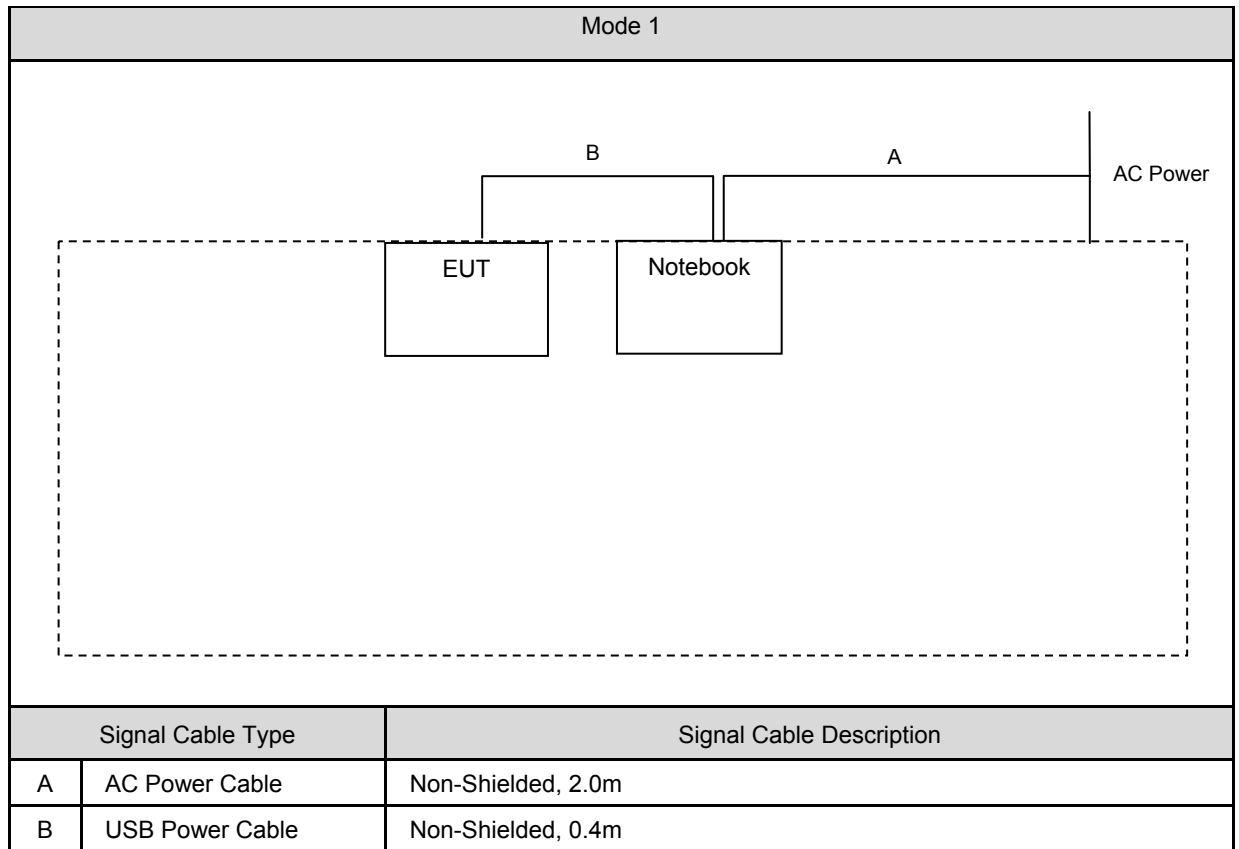 Mode 1
B
A
AC Power
EUT
Notebook
Signal Cable Type Signal Cable Description
A AC Power Cable Non-Shielded, 2.0m
B USB Power Cable Non-Shielded, 0.4m